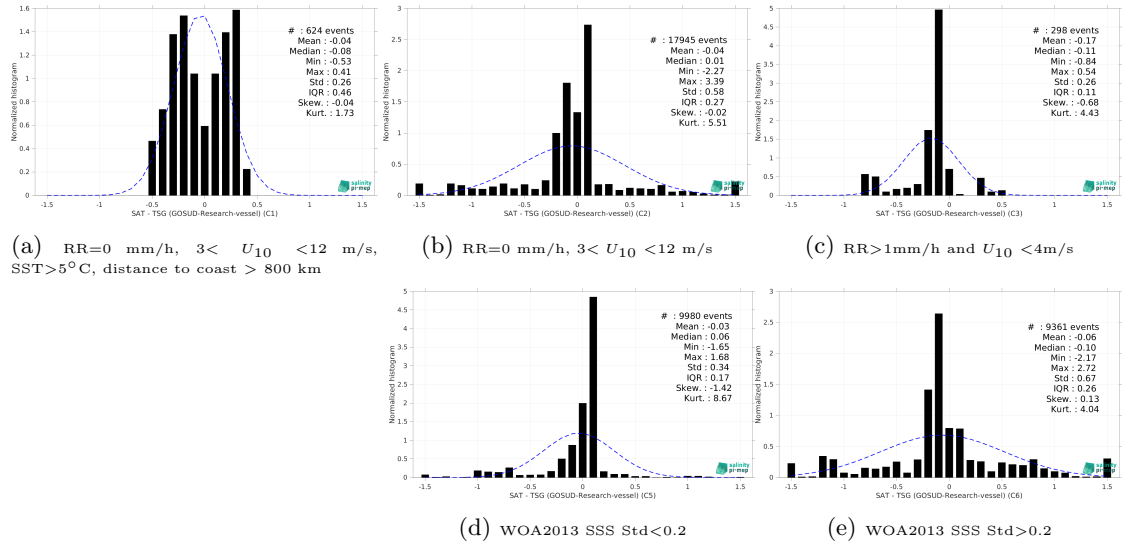 1.6
1.4
1.2
1
0.8
0.6
0.4
0.2
0
Normalized histogram
-1.5 -1 -0.5 0 0.5 1 1.5
SAT - TSG (GOSUD-Research-vessel) (C1)
# : 624 events
Mean : -0.04
Median : -0.08
Min : -0.53
Max : 0.41
Std : 0.26
IQR : 0.46
Skew. : -0.04
Kurt. : 1.73
salinity
pi-mep
(a) RR=0 mm/h, 3< U10 <12 m/s,
SST>5°C, distance to coast > 800 km
3
2.5
2
1.5
1
0.5
0
Normalized histogram
-1.5 -1 -0.5 0 0.5 1 1.5
SAT - TSG (GOSUD-Research-vessel) (C2)
# : 17945 events
Mean : -0.04
Median : 0.01
Min : -2.27
Max : 3.39
Std : 0.58
IQR : 0.27
Skew. : -0.02
Kurt. : 5.51
salinity
pi-mep
(b) RR=0 mm/h, 3< U10 <12 m/s
5
4.5
4
3.5
3
2.5
2
1.5
1
0.5
0
Normalized histogram
-1.5 -1 -0.5 0 0.5 1 1.5
SAT - TSG (GOSUD-Research-vessel) (C3)
# : 298 events
Mean : -0.17
Median : -0.11
Min : -0.84
Max : 0.54
Std : 0.26
IQR : 0.11
Skew. : -0.68
Kurt. : 4.43
salinity
pi-mep
(c) RR>1mm/h and U10 <4m/s
5
4.5
4
3.5
3
2.5
2
1.5
1
0.5
0
Normalized histogram
-1.5 -1 -0.5 0 0.5 1 1.5
SAT - TSG (GOSUD-Research-vessel) (C5)
# : 9980 events
Mean : -0.03
Median : 0.06
Min : -1.65
Max : 1.68
Std : 0.34
IQR : 0.17
Skew. : -1.42
Kurt. : 8.67
salinity
pi-mep
(d) WOA2013 SSS Std<0.2
3
2.5
2
1.5
1
0.5
0
Normalized histogram
-1.5 -1 -0.5 0 0.5 1 1.5
SAT - TSG (GOSUD-Research-vessel) (C6)
# : 9361 events
Mean : -0.06
Median : -0.10
Min : -2.17
Max : 2.72
Std : 0.67
IQR : 0.26
Skew. : 0.13
Kurt. : 4.04
salinity
pi-mep
(e) WOA2013 SSS Std>0.2